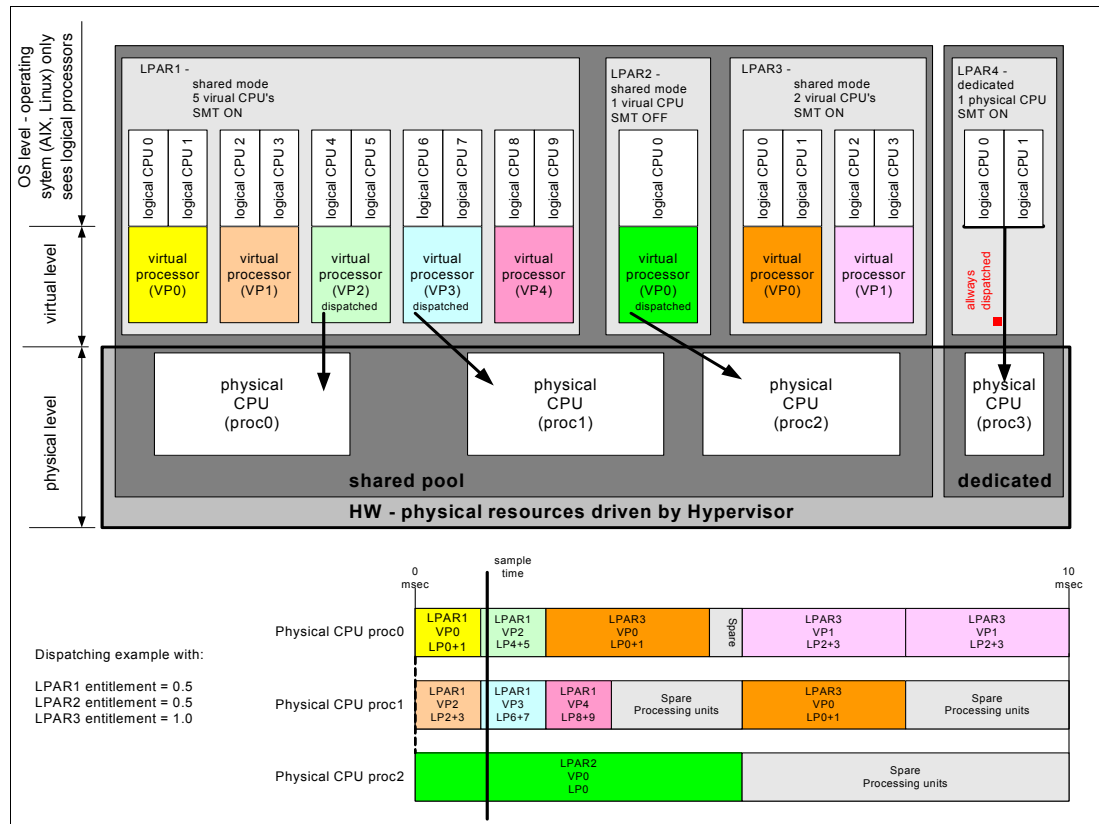 OS level - operating
sytem (AIX, Linux) only
sees logical processors
virtual level
physical level
LPAR1 -
shared mode
5 virual CPU's
SMT ON
logical CPU 0
logical CPU 1
logical CPU 2
logical CPU 3
logical CPU 4
logical CPU 5
logical CPU 6
logical CPU 7
logical CPU 8
logical CPU 9
virtual
processor
(VP0)
virtual
processor
(VP1)
virtual
processor
(VP2)
dispatched
virtual
processor
(VP3)
dispatched
virtual
processor
(VP4)
LPAR2 -
shared mode
1 virtual CPU
SMT OFF
logical CPU 0
virtual
processor
(VP0)
dispatched
LPAR3 -
shared mode
2 virual CPU's
SMT ON
logical CPU 0
logical CPU 1
logical CPU 2
logical CPU 3
virtual
processor
(VP0)
virtual
processor
(VP1)
LPAR4 -
dedicated
1 physical CPU
SMT ON
logical CPU 0
logical CPU 1
allways
dispatched
physical
CPU
(proc0)
physical
CPU
(proc1)
physical
CPU
(proc2)
physical
CPU
(proc3)
shared pool
dedicated
HW - physical resources driven by Hypervisor
0
msec
sample
time
10
msec
Dispatching example with:
LPAR1 entitlement = 0.5
LPAR2 entitlement = 0.5
LPAR3 entitlement = 1.0
Physical CPU proc0
LPAR1
VP0
LP0+1
LPAR1
VP2
LP4+5
LPAR3
VP0
LP0+1
Spare
LPAR3
VP1
LP2+3
LPAR3
VP1
LP2+3
Physical CPU proc1
LPAR1
VP2
LP2+3
LPAR1
VP3
LP6+7
LPAR1
VP4
LP8+9
Spare
Processing units
LPAR3
VP0
LP0+1
Spare
Processing units
Physical CPU proc2
LPAR2
VP0
LP0
Spare
Processing units